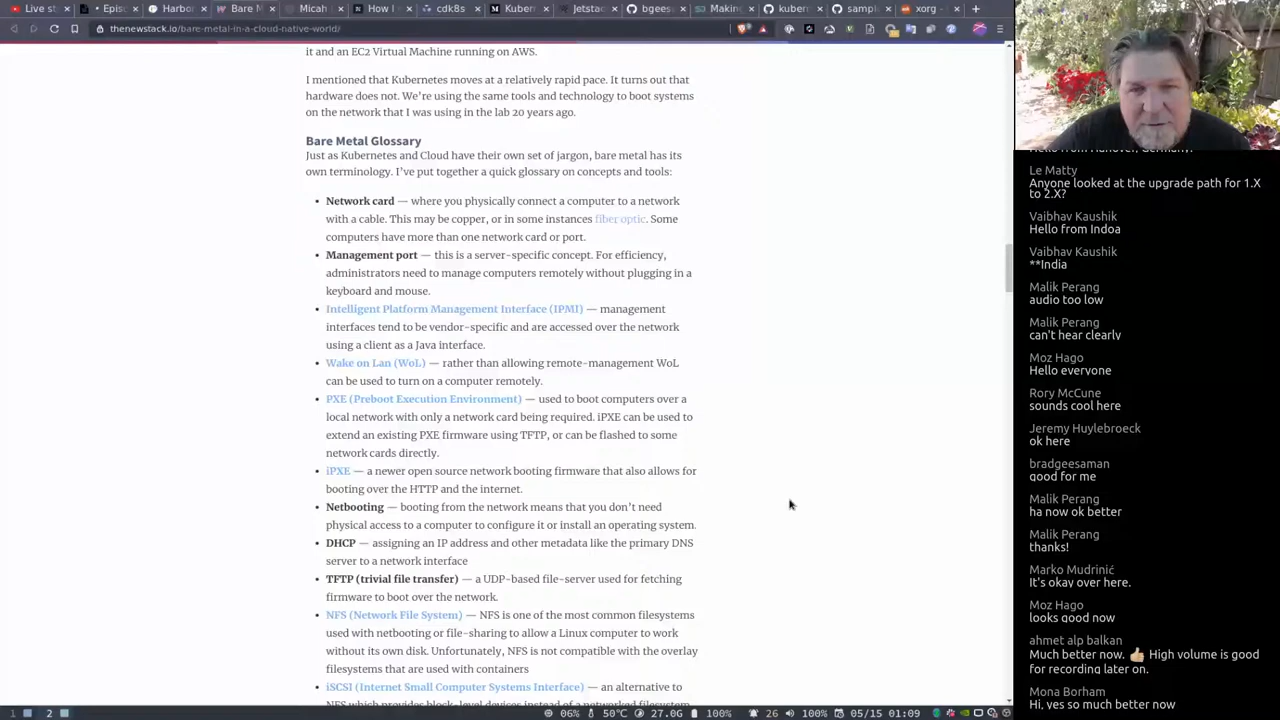 Live st
Episo
Harbor
Bare M
Micah
How I
cdk8s
Kubern
Jetstac
bgees
Makin
kubern
sampl
xorg -
thenewstack.io/bare-metal-in-a-cloud-native-world/
it and an EC2 Virtual Machine running on AWS.
I mentioned that Kubernetes moves at a relatively rapid pace. It turns out that
hardware does not. We're using the same tools and technology to boot systems
on the network that I was using in the lab 20 years ago.
Bare Metal Glossary
Just as Kubernetes and Cloud have their own set of jargon, bare metal has its
own terminology. I've put together a quick glossary on concepts and tools:
• Network card — where you physically connect a computer to a network
with a cable. This may be copper, or in some instances fiber optic. Some
computers have more than one network card or port.
• Management port — this is a server-specific concept. For efficiency,
administrators need to manage computers remotely without plugging in a
keyboard and mouse.
• Intelligent Platform Management Interface (IPMI) — management
interfaces tend to be vendor-specific and are accessed over the network
using a client as a Java interface.
• Wake on Lan (WoL) — rather than allowing remote-management WoL
can be used to turn on a computer remotely.
• PXE (Preboot Execution Environment) — used to boot computers over a
local network with only a network card being required. iPXE can be used to
extend an existing PXE firmware using TFTP, or can be flashed to some
network cards directly.
• iPXE — a newer open source network booting firmware that also allows for
booting over the HTTP and the internet.
• Netbooting — booting from the network means that you don't need
physical access to a computer to configure it or install an operating system.
• DHCP — assigning an IP address and other metadata like the primary DNS
server to a network interface
• TFTP (trivial file transfer) — a UDP-based file-server used for fetching
firmware to boot over the network.
• NFS (Network File System) — NFS is one of the most common filesystems
used with netbooting or file-sharing to allow a Linux computer to work
without its own disk. Unfortunately, NFS is not compatible with the overlay
filesystems that are used with containers
• iSCSI (Internet Small Computer Systems Interface) — an alternative to
NFS which provides block-level devices instead of a networked filesystem.
Hello from Hanover, Germany!
Le Matty
Anyone looked at the upgrade path for 1.X
to 2.X?
Vaibhav Kaushik
Hello from Indoa
Vaibhav Kaushik
**India
Malik Perang
audio too low
Malik Perang
can't hear clearly
Moz Hago
Hello everyone
Rory McCune
sounds cool here
Jeremy Huylebroeck
ok here
bradgeesaman
good for me
Malik Perang
ha now ok better
Malik Perang
thanks!
Marko Mudrinić
It's okay over here.
Moz Hago
looks good now
ahmet alp balkan
Much better now. 👍🏼 High volume is good
for recording later on.
Mona Borham
Hi, yes so much better now
1
2
06%
50°C
27.06
100%
26
100%
05/15
01:09